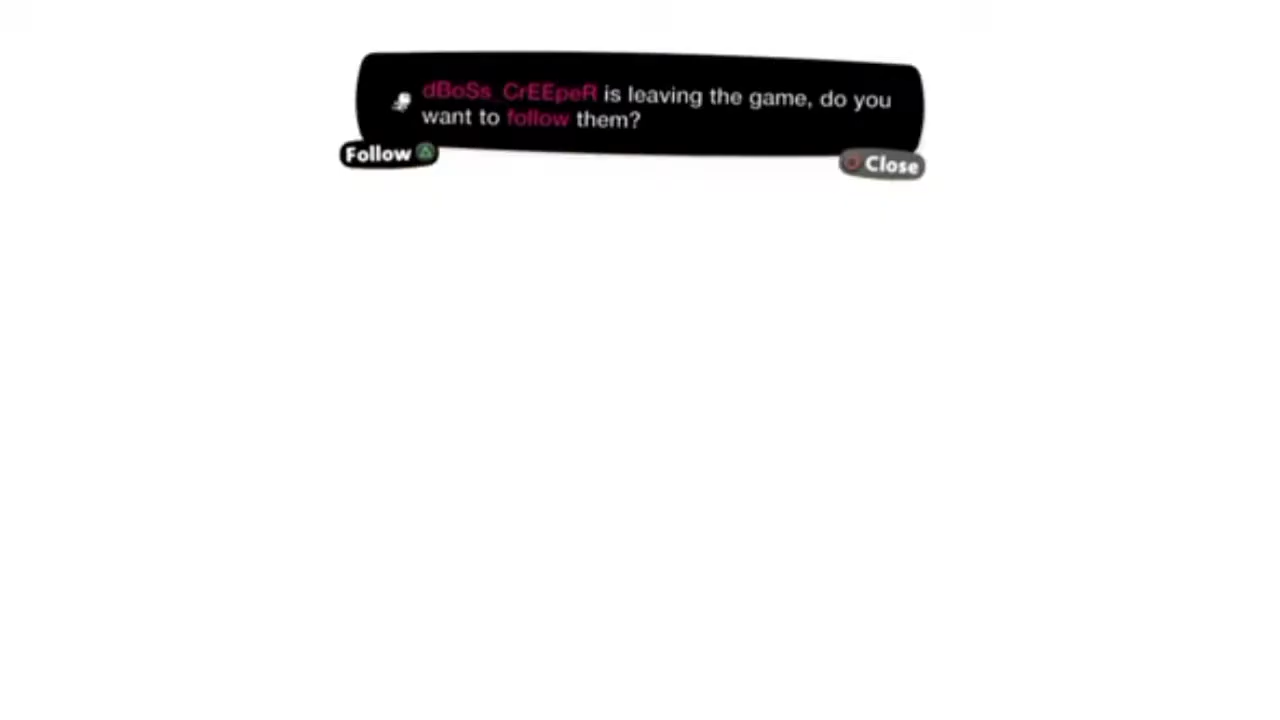 dBoSs_CrEEpeR is leaving the game, do you
want to follow them?
Follow
Close